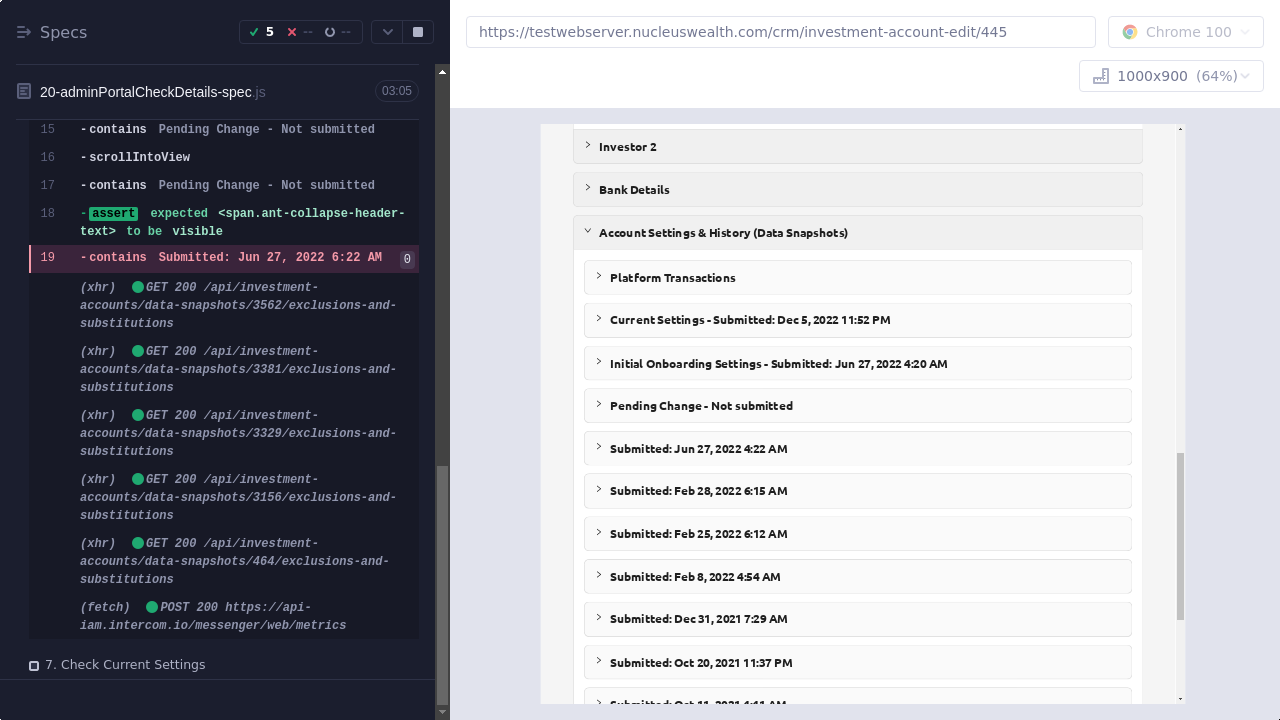 Specs
5
--
--
https://testwebserver.nucleuswealth.com/crm/investment-account-edit/445
Chrome 100
1000x900 (64%)
20-adminPortalCheckDetails-spec.js
03:05
15 -contains Pending Change - Not submitted
16 -scrollIntoView
17 -contains Pending Change - Not submitted
18 -assert expected <span.ant-collapse-header-
text> to be visible
19 -contains Submitted: Jun 27, 2022 6:22 AM 0
(xhr) GET 200 /api/investment-
accounts/data-snapshots/3562/exclusions-and-
substitutions
(xhr) GET 200 /api/investment-
accounts/data-snapshots/3381/exclusions-and-
substitutions
(xhr) GET 200 /api/investment-
accounts/data-snapshots/3329/exclusions-and-
substitutions
(xhr) GET 200 /api/investment-
accounts/data-snapshots/3156/exclusions-and-
substitutions
(xhr) GET 200 /api/investment-
accounts/data-snapshots/464/exclusions-and-
substitutions
(fetch) POST 200 https://api-
iam.intercom.io/messenger/web/metrics
7. Check Current Settings
Investor 2
Bank Details
Account Settings & History (Data Snapshots)
Platform Transactions
Current Settings - Submitted: Dec 5, 2022 11:52 PM
Initial Onboarding Settings - Submitted: Jun 27, 2022 4:20 AM
Pending Change - Not submitted
Submitted: Jun 27, 2022 4:22 AM
Submitted: Feb 28, 2022 6:15 AM
Submitted: Feb 25, 2022 6:12 AM
Submitted: Feb 8, 2022 4:54 AM
Submitted: Dec 31, 2021 7:29 AM
Submitted: Oct 20, 2021 11:37 PM
Submitted: Oct 11, 2021 4:11 AM